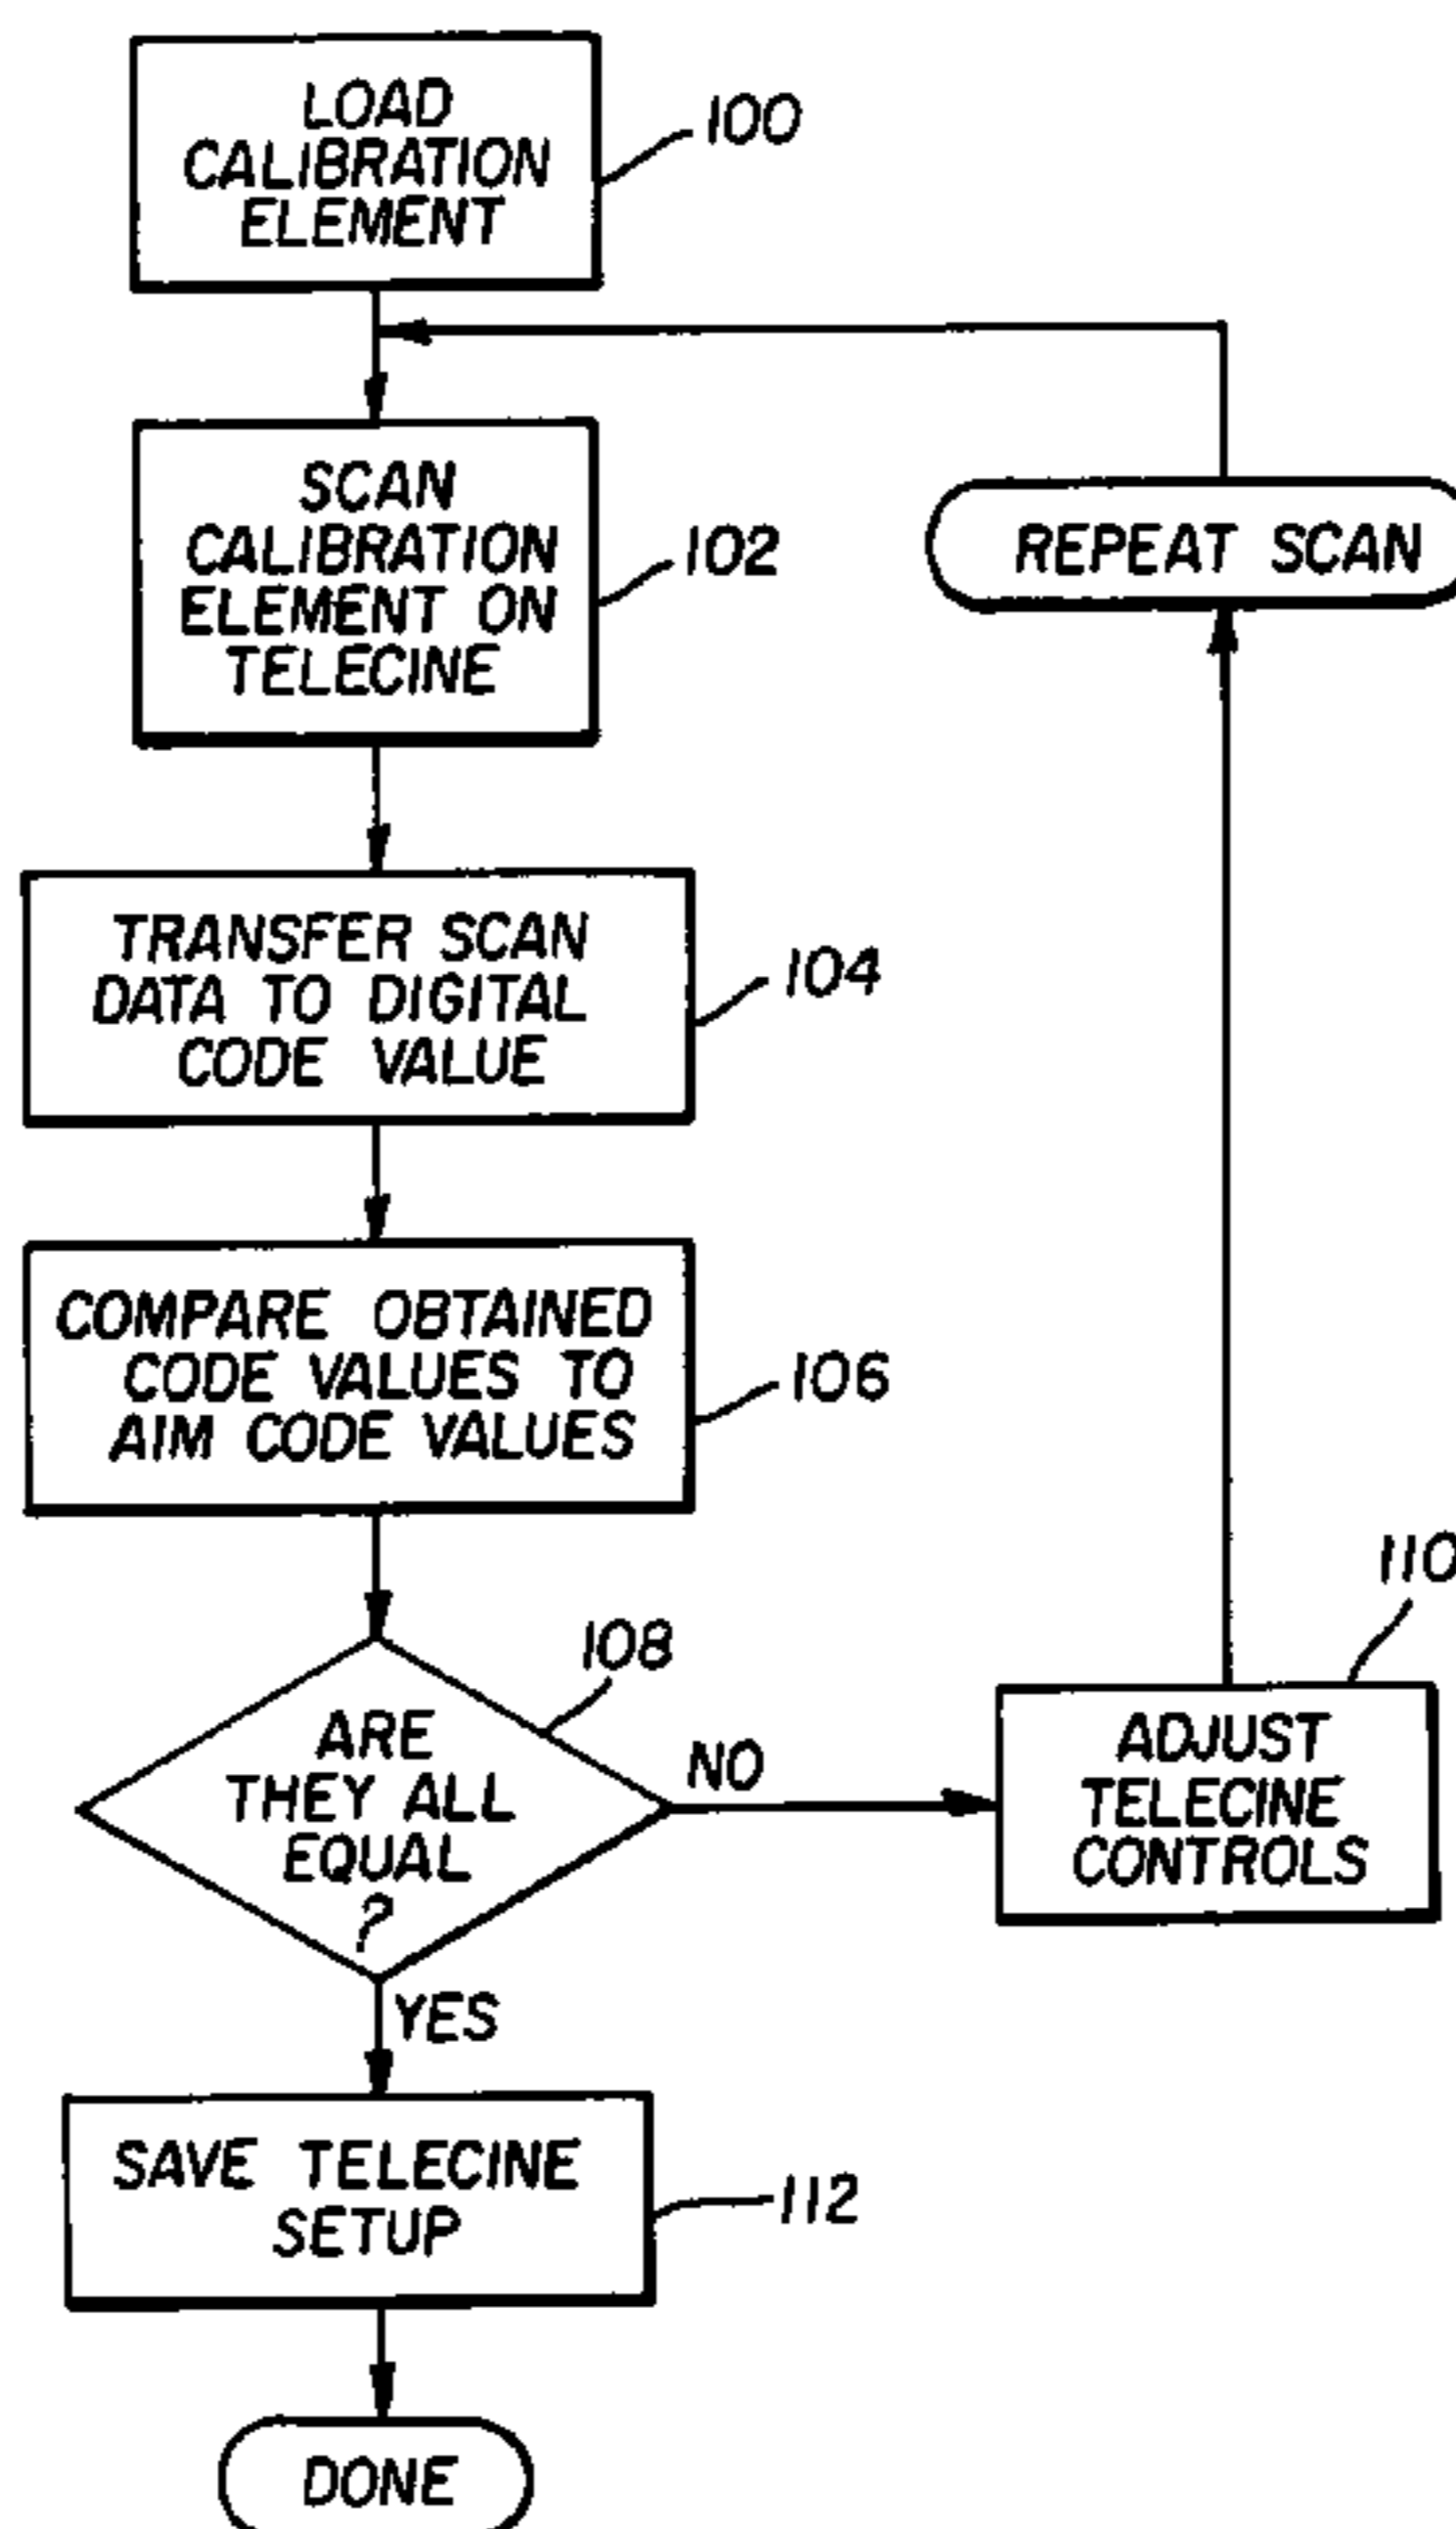 LOAD
CALIBRATION
ELEMENT
100
SCAN
CALIBRATION
ELEMENT ON
TELECINE
102
REPEAT SCAN
TRANSFER SCAN
DATA TO DIGITAL
CODE VALUE
104
COMPARE OBTAINED
CODE VALUES TO
AIM CODE VALUES
106
ARE
THEY ALL
EQUAL
?
108
NO
ADJUST
TELECINE
CONTROLS
110
YES
SAVE TELECINE
SETUP
112
DONE